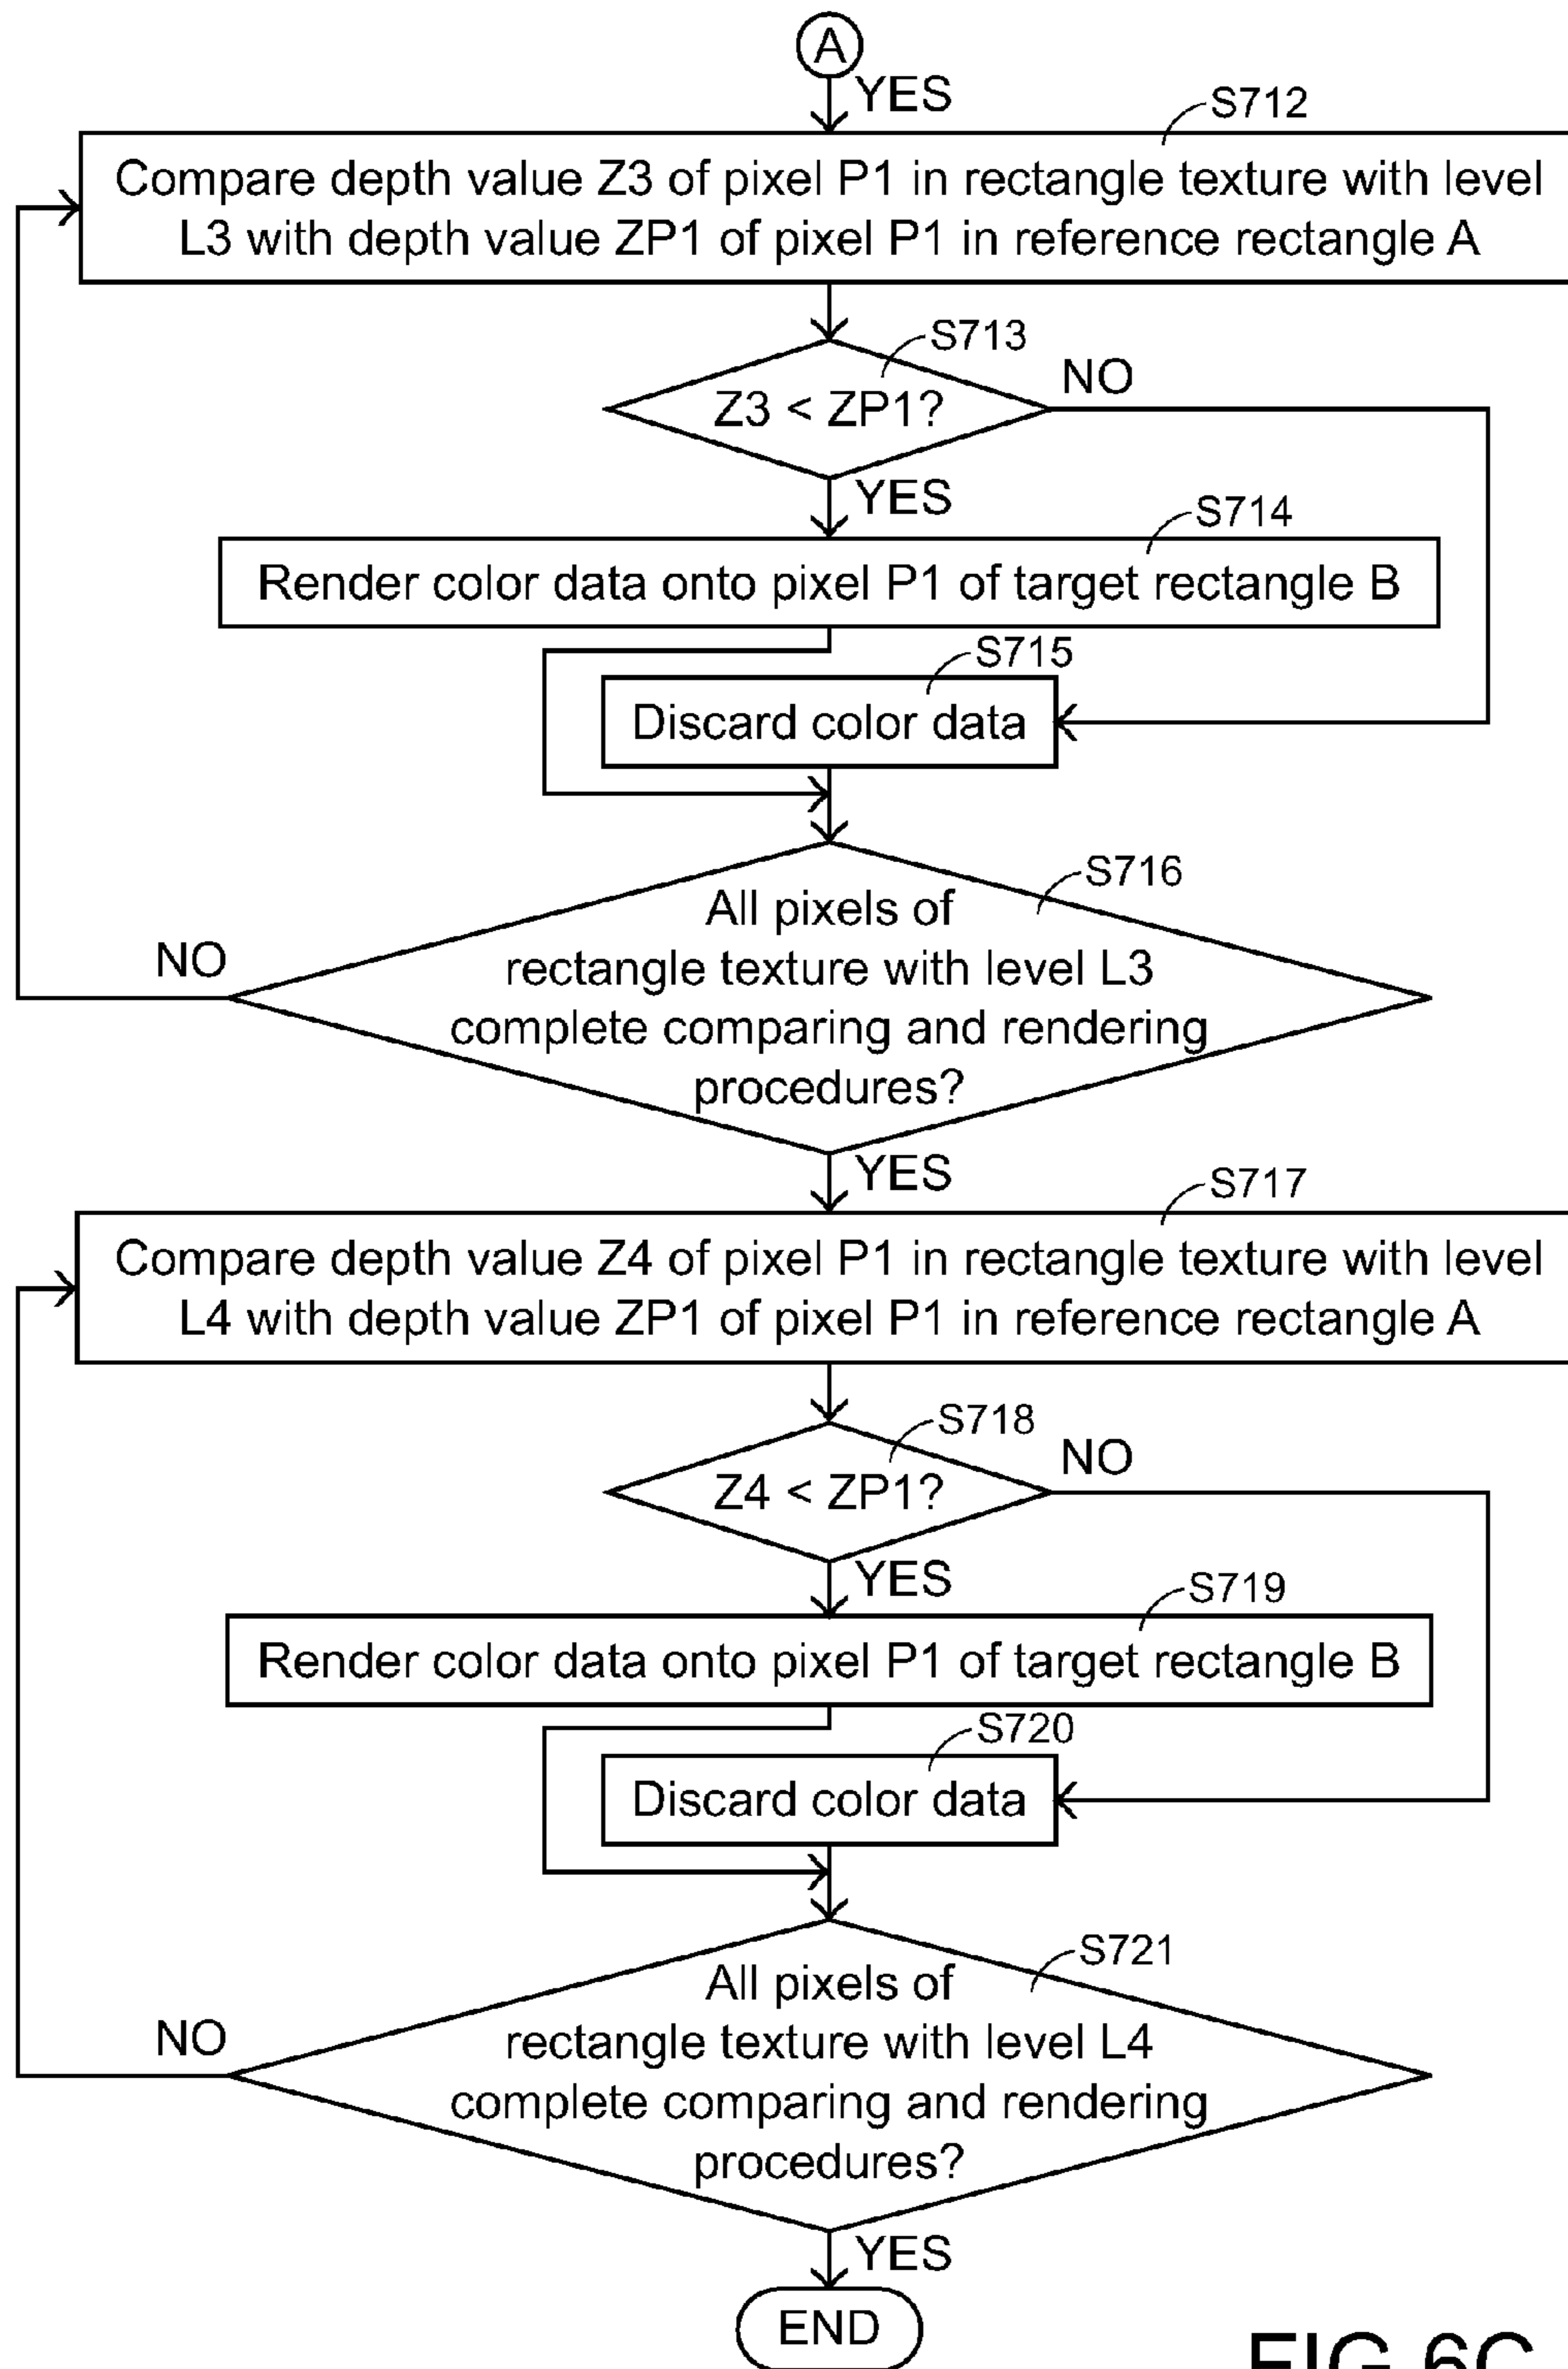 A
YES
S712
Compare depth value Z3 of pixel P1 in rectangle texture with level
L3 with depth value ZP1 of pixel P1 in reference rectangle A
S713
Z3 < ZP1?
NO
YES
S714
Render color data onto pixel P1 of target rectangle B
S715
Discard color data
S716
All pixels of
rectangle texture with level L3
complete comparing and rendering
procedures?
NO
YES
S717
Compare depth value Z4 of pixel P1 in rectangle texture with level
L4 with depth value ZP1 of pixel P1 in reference rectangle A
S718
Z4 < ZP1?
NO
YES
S719
Render color data onto pixel P1 of target rectangle B
S720
Discard color data
S721
All pixels of
rectangle texture with level L4
complete comparing and rendering
procedures?
NO
YES
END
FIG.6C